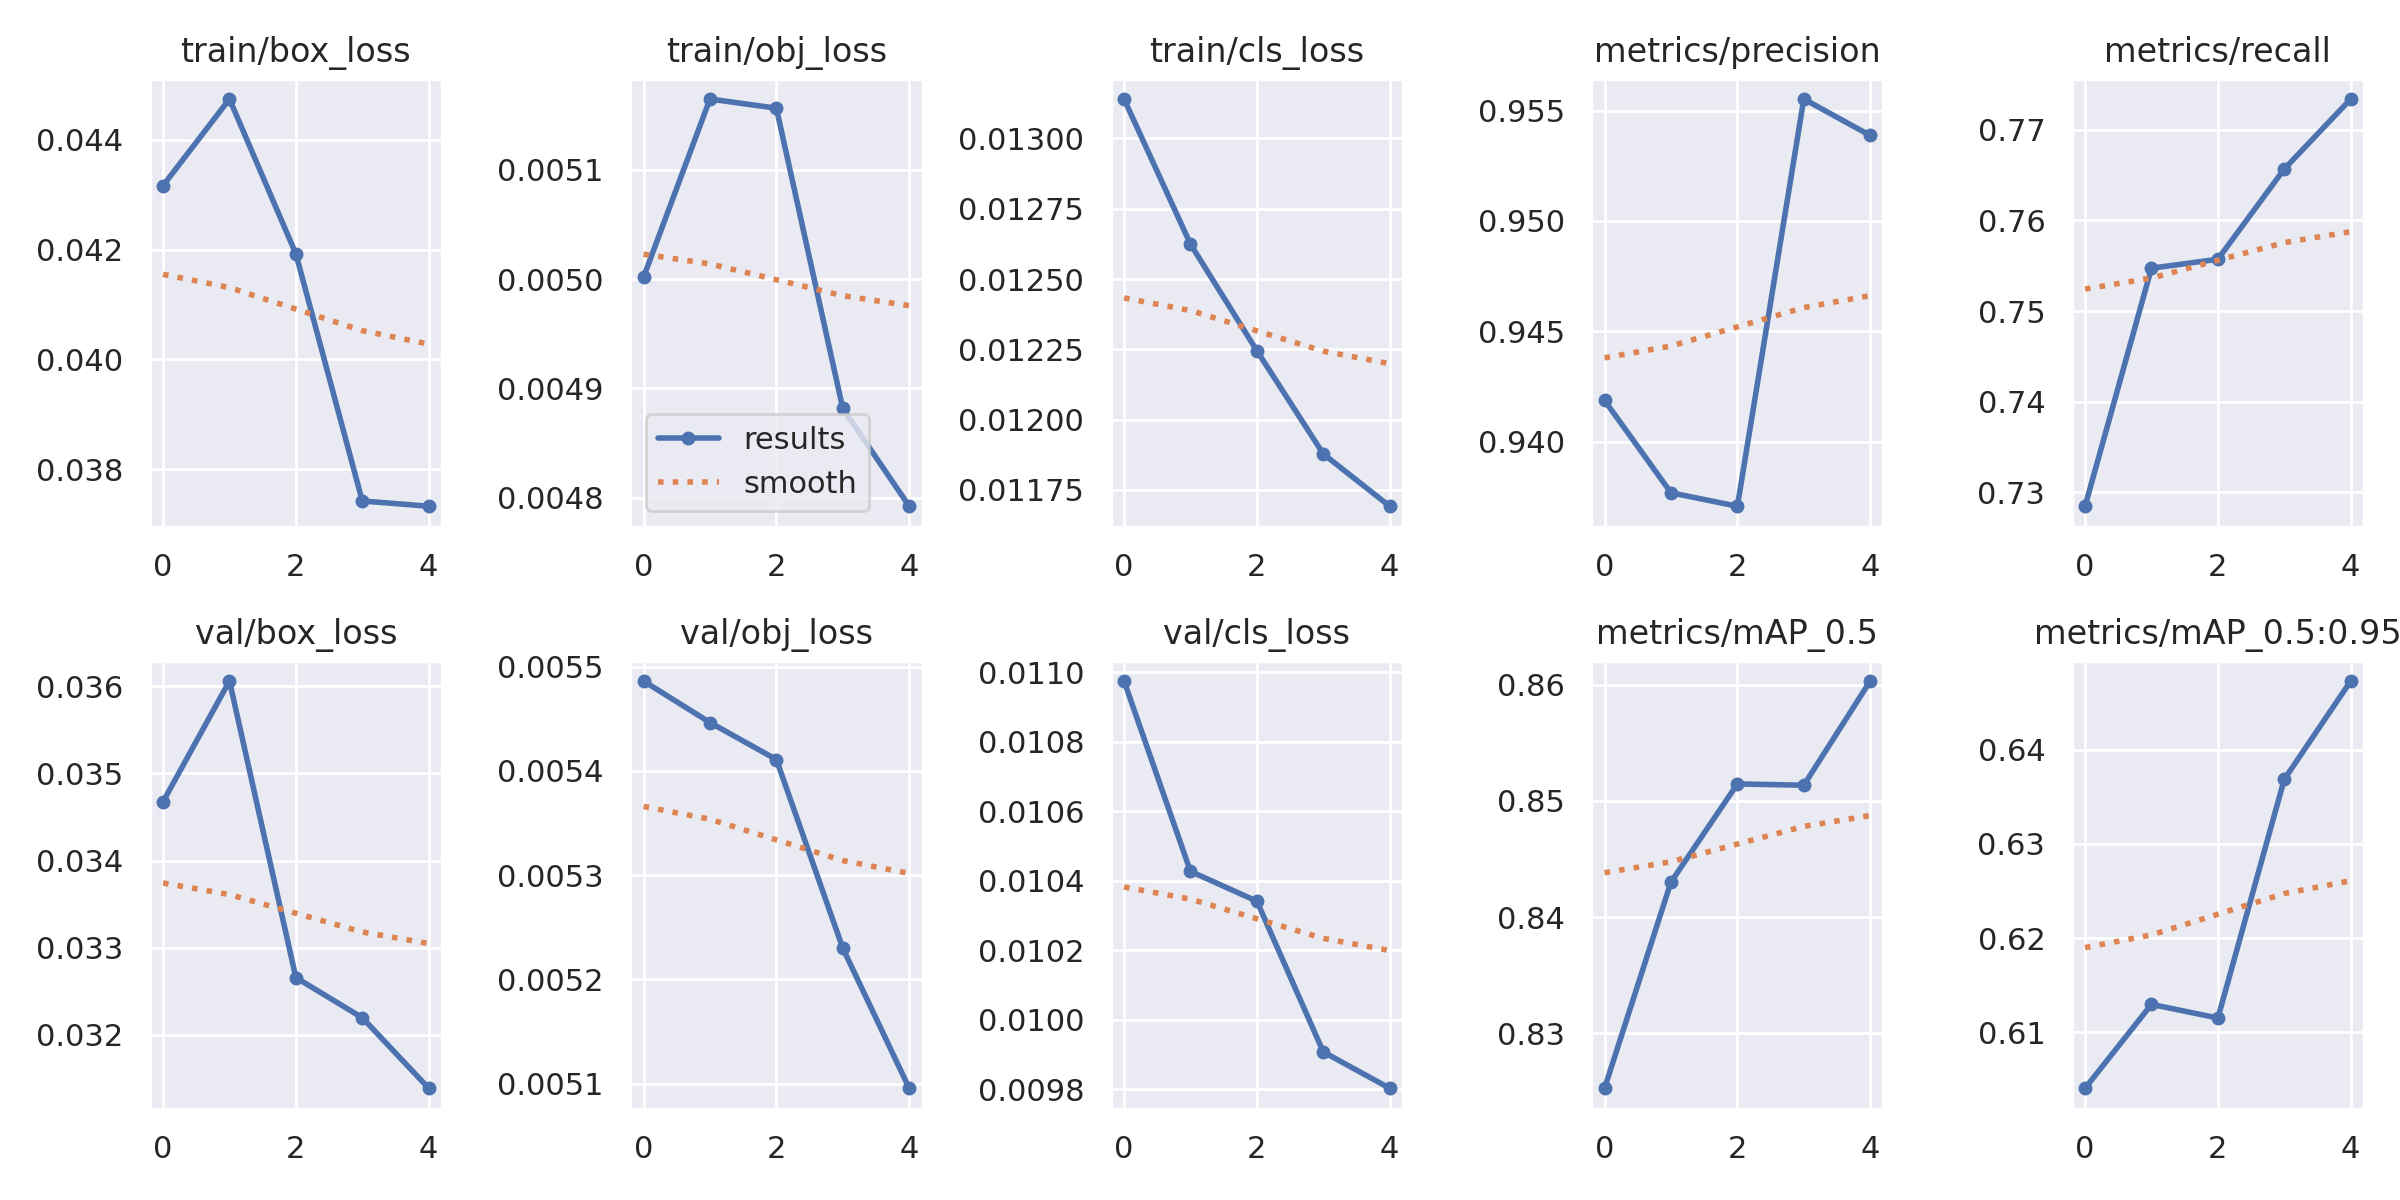 train/box_loss
0.044
0.042
0.040
0.038
0 2 4
train/obj_loss
0.0051
0.0050
0.0049
0.0048
results
smooth
0 2 4
train/cls_loss
0.01300
0.01275
0.01250
0.01225
0.01200
0.01175
0 2 4
metrics/precision
0.955
0.950
0.945
0.940
0 2 4
metrics/recall
0.77
0.76
0.75
0.74
0.73
0 2 4
val/box_loss
0.036
0.035
0.034
0.033
0.032
0 2 4
val/obj_loss
0.0055
0.0054
0.0053
0.0052
0.0051
0 2 4
val/cls_loss
0.0110
0.0108
0.0106
0.0104
0.0102
0.0100
0.0098
0 2 4
metrics/mAP_0.5
0.86
0.85
0.84
0.83
0 2 4
metrics/mAP_0.5:0.95
0.64
0.63
0.62
0.61
0 2 4